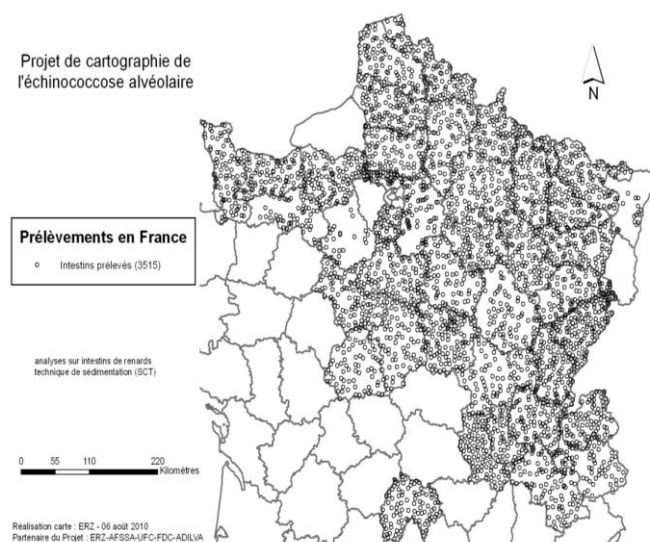 Projet de cartographie de
l'échinococcose alvéolaire
N
Prélèvements en France
Intestins prélevés (3515)
analyses sur intestins de renards
technique de sédimentation (SCT)
0 55 110 220
Kilomètres
Réalisation carte : ERZ - 06 août 2010
Partenaire du Projet : ERZ-AFSSA-UFC-FDC-ADILVA